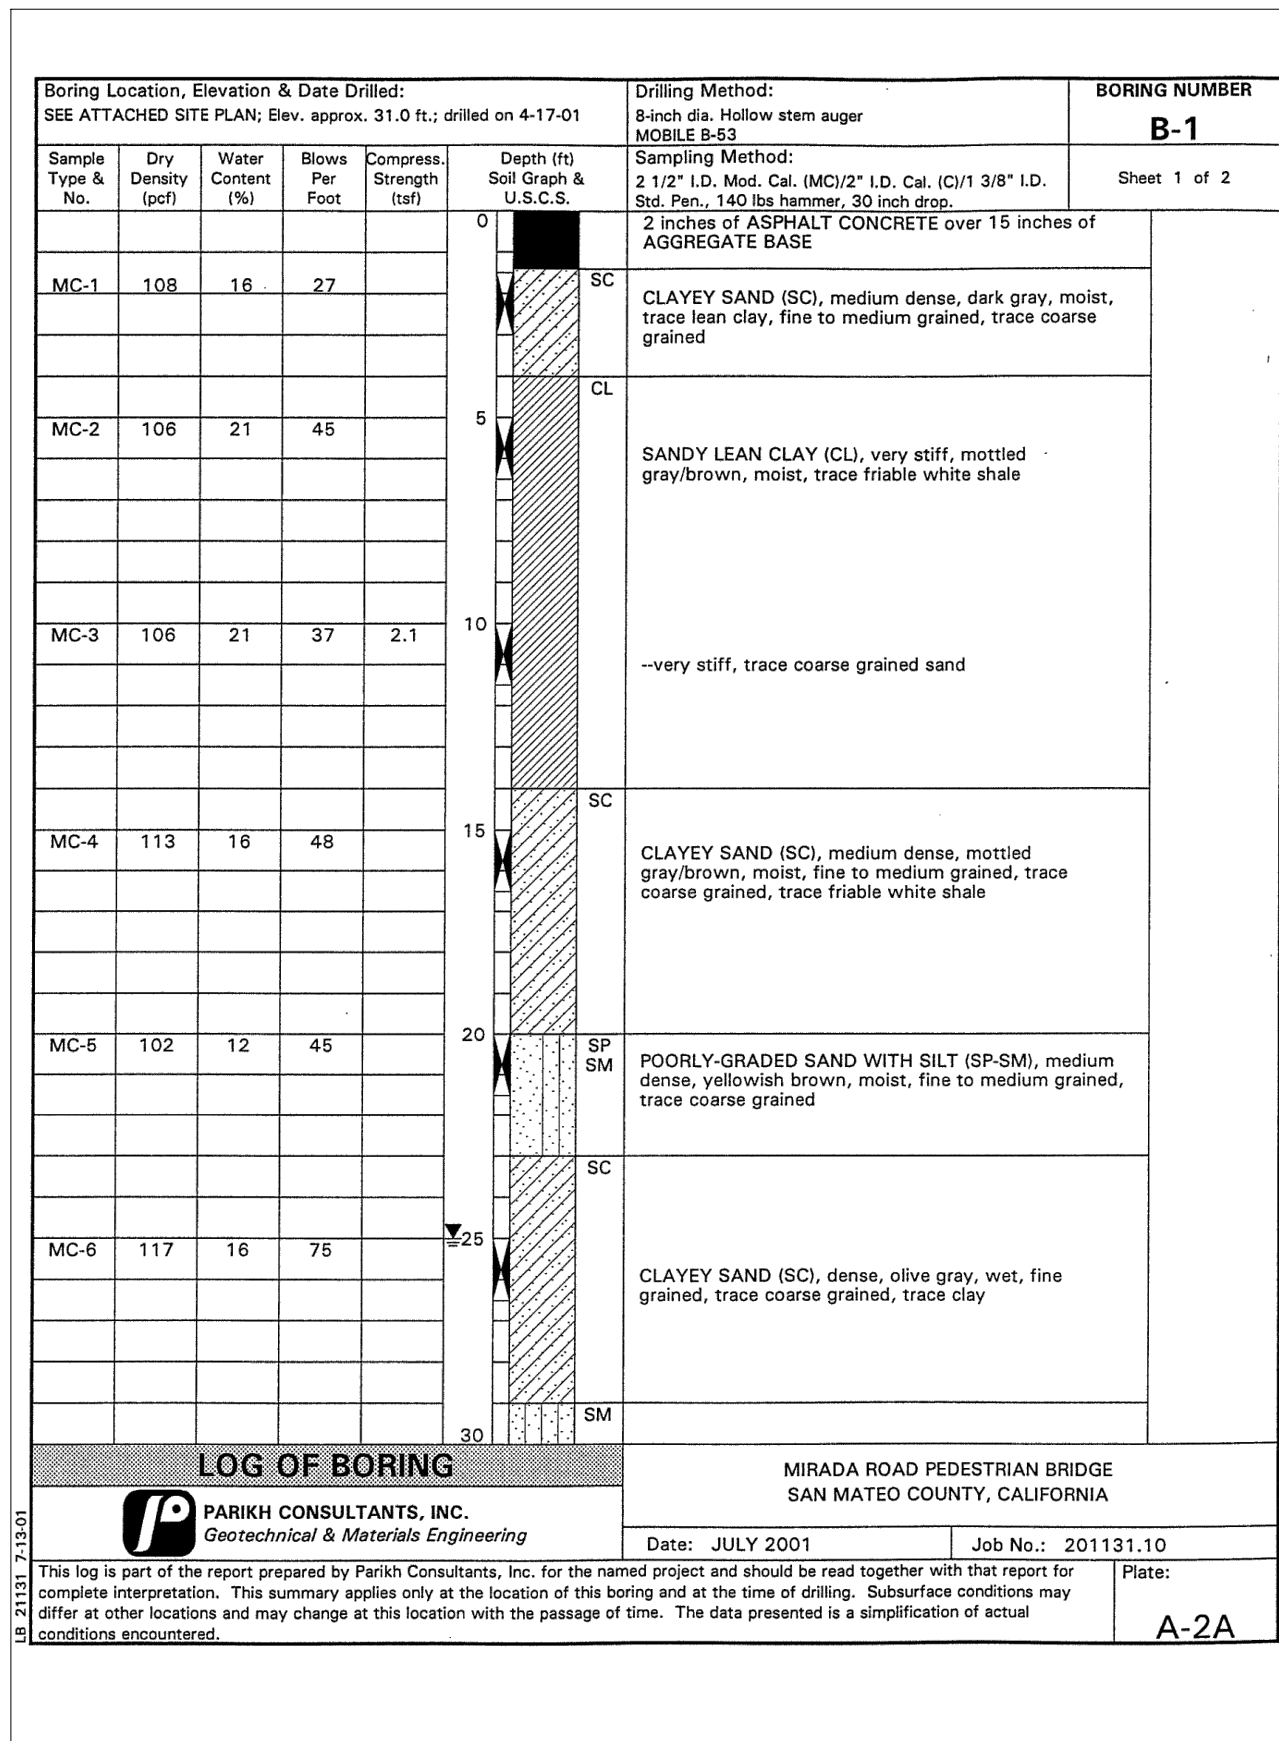 Boring Location, Elevation & Date Drilled:
SEE ATTACHED SITE PLAN; Elev. approx. 31.0 ft.; drilled on 4-17-01
Drilling Method:
8-inch dia. Hollow stem auger
MOBILE B-53
BORING NUMBER
B-1
Sample Type & No.
Dry Density (pcf)
Water Content (%)
Blows Per Foot
Compress. Strength (tsf)
Depth (ft) Soil Graph & U.S.C.S.
Sampling Method:
2 1/2" I.D. Mod. Cal. (MC)/2" I.D. Cal. (C)/1 3/8" I.D.
Std. Pen., 140 lbs hammer, 30 inch drop.
Sheet 1 of 2
0
2 inches of ASPHALT CONCRETE over 15 inches of
AGGREGATE BASE
MC-1 108 16 27
SC
CLAYEY SAND (SC), medium dense, dark gray, moist,
trace lean clay, fine to medium grained, trace coarse
grained
CL
MC-2 106 21 45
5
SANDY LEAN CLAY (CL), very stiff, mottled
gray/brown, moist, trace friable white shale
MC-3 106 21 37 2.1
10
--very stiff, trace coarse grained sand
SC
MC-4 113 16 48
15
CLAYEY SAND (SC), medium dense, mottled
gray/brown, moist, fine to medium grained, trace
coarse grained, trace friable white shale
MC-5 102 12 45
20
SP
SM
POORLY-GRADED SAND WITH SILT (SP-SM), medium
dense, yellowish brown, moist, fine to medium grained,
trace coarse grained
SC
MC-6 117 16 75
25
CLAYEY SAND (SC), dense, olive gray, wet, fine
grained, trace coarse grained, trace clay
SM
30
LOG OF BORING
PARIKH CONSULTANTS, INC.
Geotechnical & Materials Engineering
MIRADA ROAD PEDESTRIAN BRIDGE
SAN MATEO COUNTY, CALIFORNIA
Date: JULY 2001
Job No.: 201131.10
This log is part of the report prepared by Parikh Consultants, Inc. for the named project and should be read together with that report for
complete interpretation. This summary applies only at the location of this boring and at the time of drilling. Subsurface conditions may
differ at other locations and may change at this location with the passage of time. The data presented is a simplification of actual
conditions encountered.
Plate:
A-2A
LB 21131 7-13-01